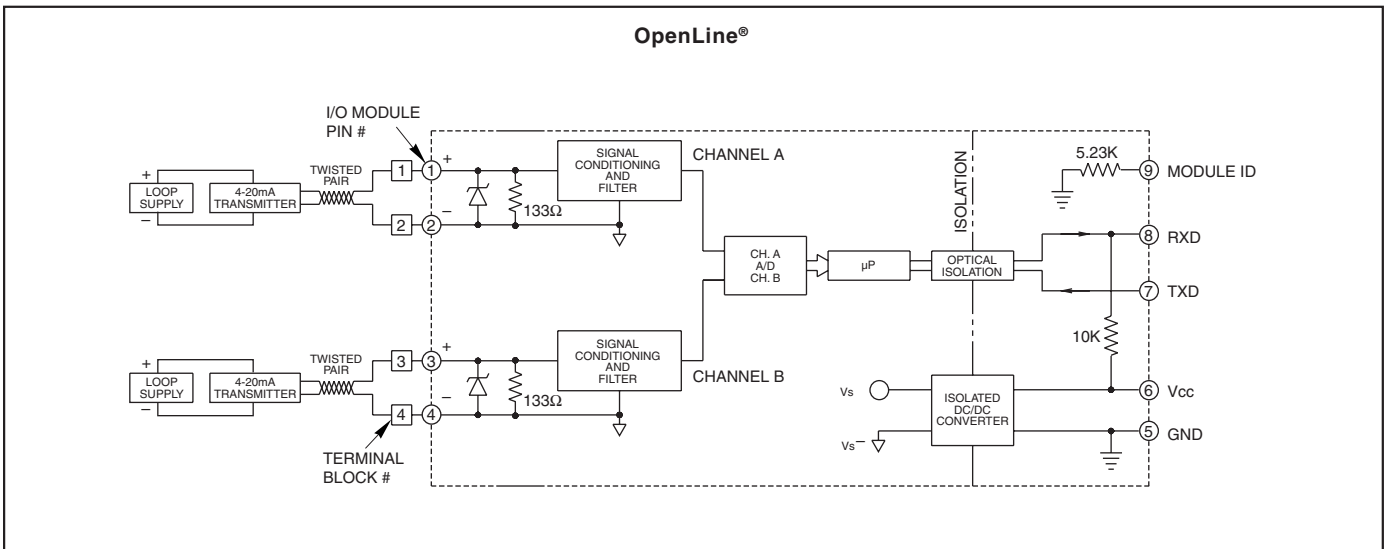 OpenLine®
I/O MODULE
PIN #
+
LOOP
SUPPLY
–
4-20mA
TRANSMITTER
TWISTED
PAIR
1
2
1
2
+
–
133Ω
SIGNAL
CONDITIONING
AND
FILTER
CHANNEL A
+
LOOP
SUPPLY
–
4-20mA
TRANSMITTER
TWISTED
PAIR
3
4
3
4
+
–
133Ω
SIGNAL
CONDITIONING
AND
FILTER
CHANNEL B
TERMINAL
BLOCK #
CH. A
A/D
CH. B
µP
ISOLATION
OPTICAL
ISOLATION
Vs
Vs–
ISOLATED
DC/DC
CONVERTER
5.23K
9 MODULE ID
8 RXD
7 TXD
10K
6 Vcc
5 GND